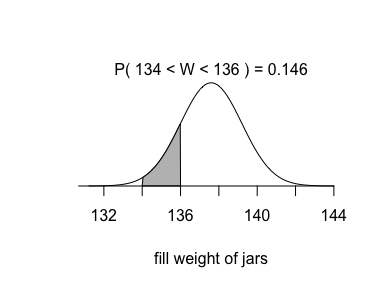 P( 134 < W < 136 ) = 0.146
132 136 140 144
fill weight of jars